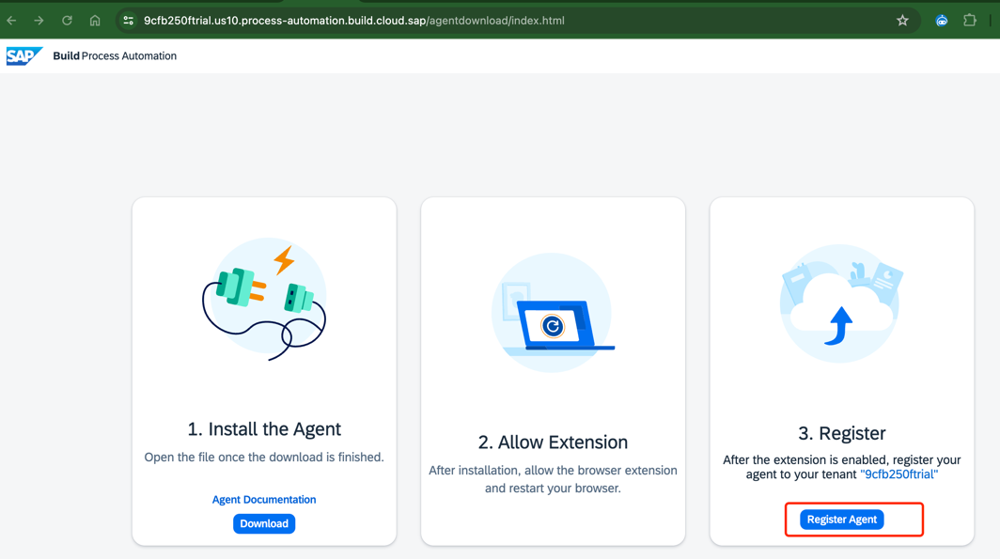 9cfb250ftrial.us10.process-automation.build.cloud.sap/agentdownload/index.html
SAP Build Process Automation
1. Install the Agent
Open the file once the download is finished.
Agent Documentation
Download
2. Allow Extension
After installation, allow the browser extension
and restart your browser.
3. Register
After the extension is enabled, register your
agent to your tenant "9cfb250ftrial"
Register Agent